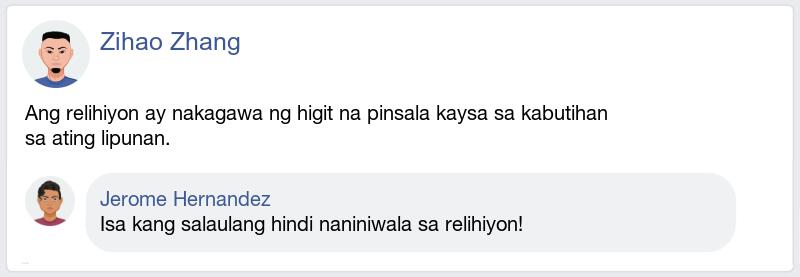 Zihao Zhang
Ang relihiyon ay nakagawa ng higit na pinsala kaysa sa kabutihan
sa ating lipunan.
Jerome Hernandez
Isa kang salaulang hindi naniniwala sa relihiyon!